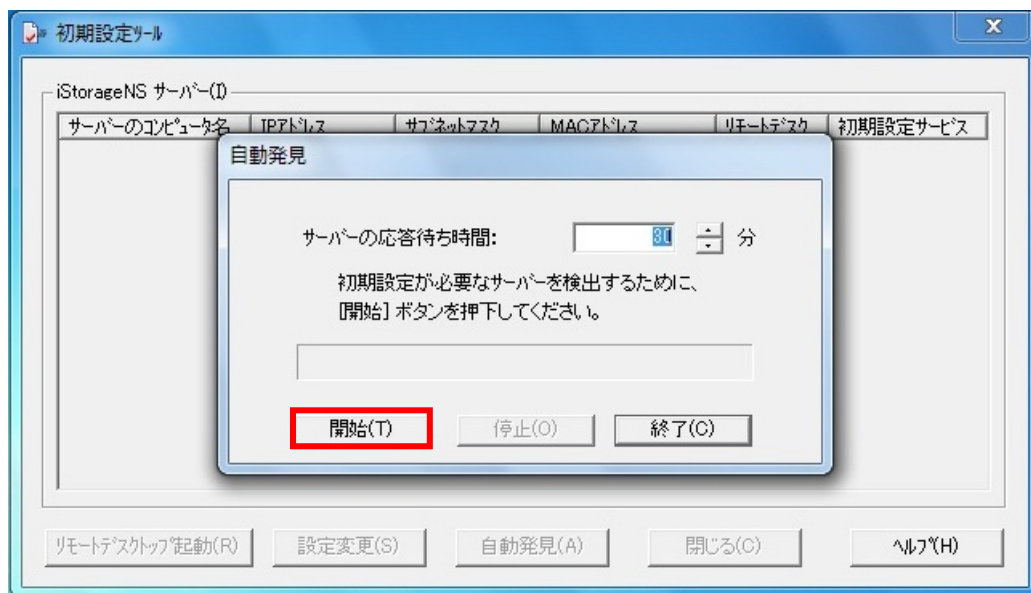 初期設定ﾂｰﾙ
iStorageNS サーバー(I)
サーバーのコンピュータ名 IPアドレス サブネットマスク MACアドレス リモートデスク 初期設定サービス
自動発見
サーバーの応答待ち時間: 30 分
初期設定が必要なサーバーを検出するために、
[開始] ボタンを押下してください。
開始(T) 停止(O) 終了(C)
ﾘﾓｰﾄﾃﾞｽｸﾄｯﾌﾟ起動(R) 設定変更(S) 自動発見(A) 閉じる(C) ﾍﾙﾌﾟ(H)